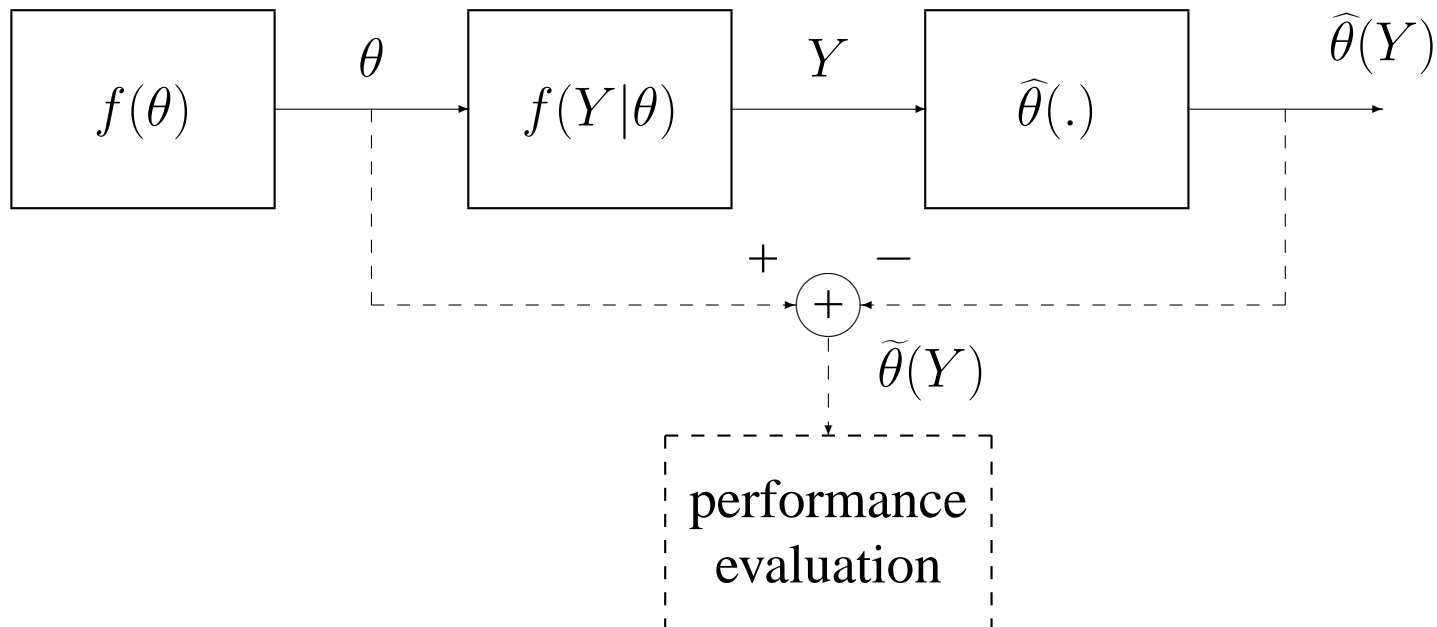 θ
Y
θ̂(Y)
f(θ)
f(Y|θ)
θ̂(.)
+
−
+
θ̃(Y)
performance
evaluation